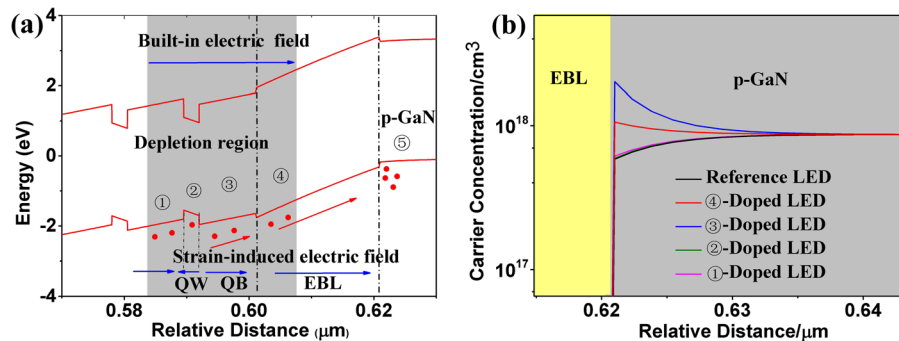 (a)
Built-in electric field
p-GaN
⑤
Depletion region
① ② ③ ④
Strain-induced electric field
QW QB EBL
4
2
0
-2
-4
0.58 0.60 0.62
Energy (eV)
Relative Distance (μm)
(b)
EBL
p-GaN
10^18
10^17
Reference LED
④-Doped LED
③-Doped LED
②-Doped LED
①-Doped LED
0.62 0.63 0.64
Carrier Concentration/cm3
Relative Distance/μm